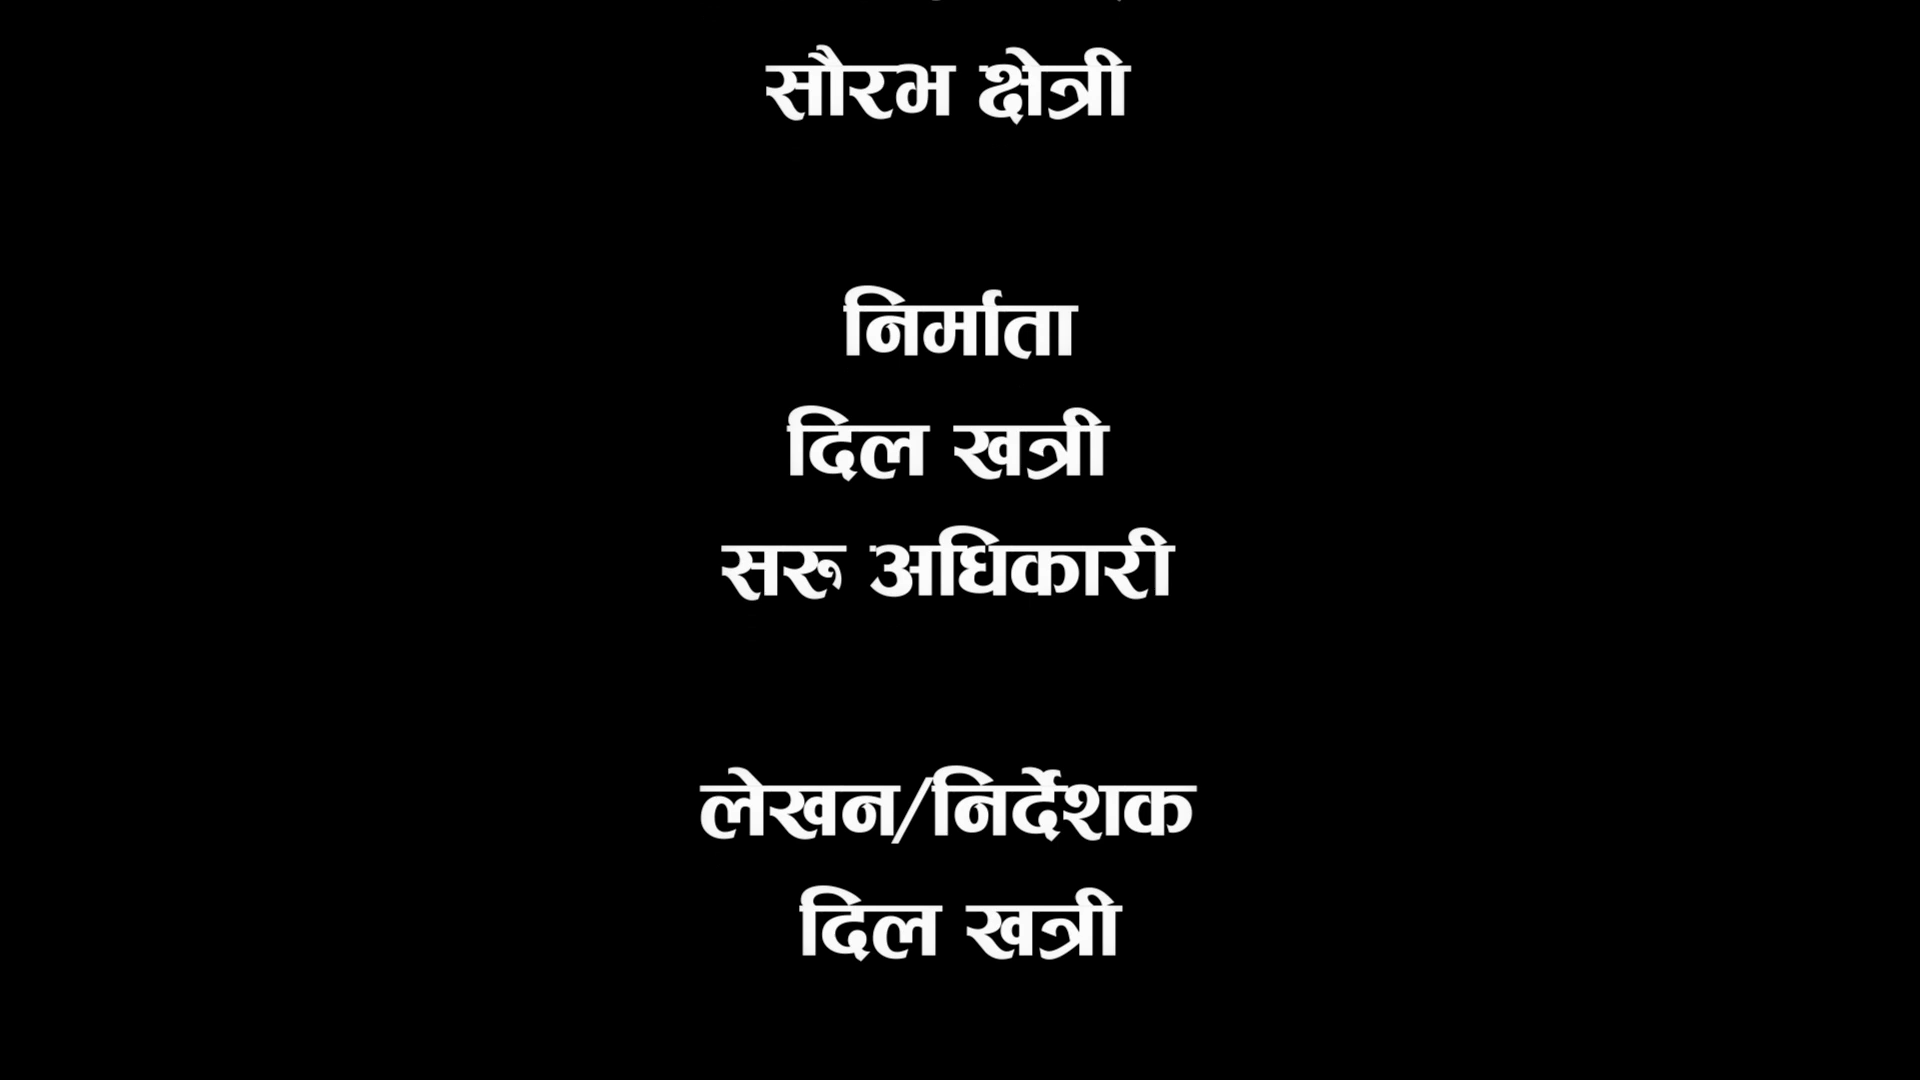 सौरभ क्षेत्री
निर्माता
दिल खत्री
सरु अधिकारी
लेखन/निर्देशक
दिल खत्री